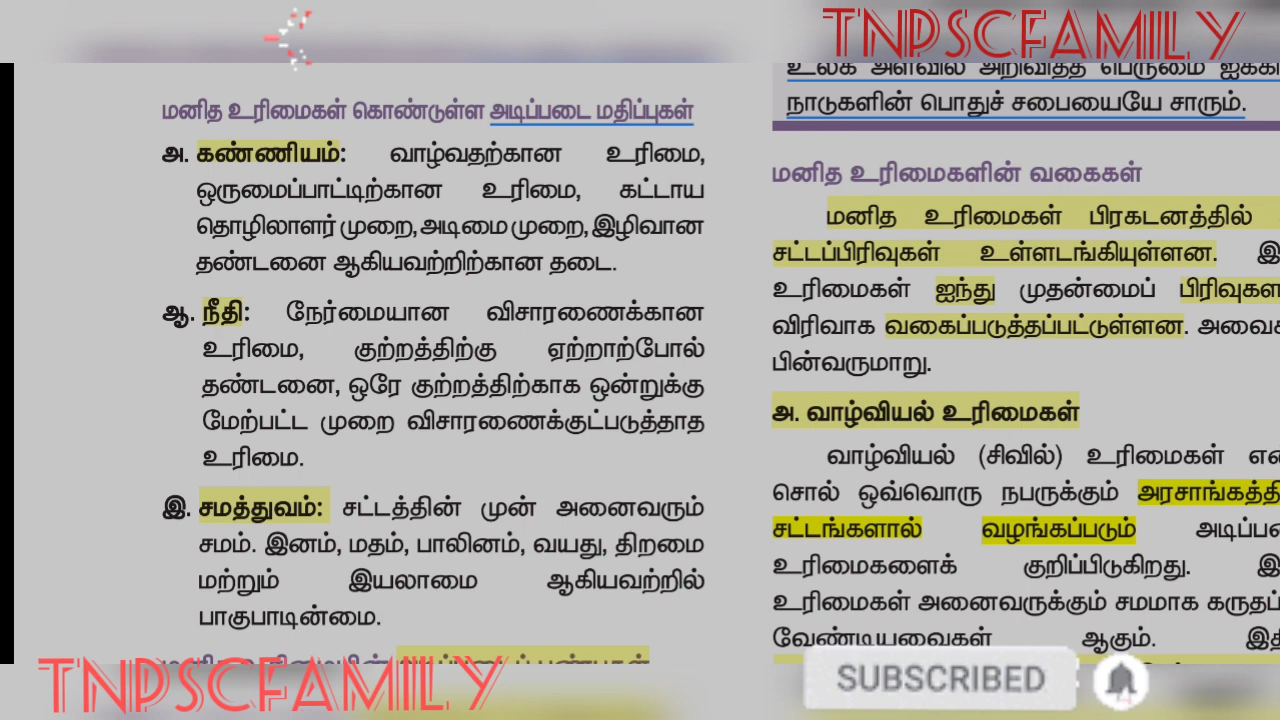 TNPSCFAMILY
மனித உரிமைகள் கொண்டுள்ள அடிப்படை மதிப்புகள்
அ. கண்ணியம்: வாழ்வதற்கான உரிமை,
ஒருமைப்பாட்டிற்கான உரிமை, கட்டாய
தொழிலாளர் முறை, அடிமை முறை, இழிவான
தண்டனை ஆகியவற்றிற்கான தடை.
ஆ. நீதி: நேர்மையான விசாரணைக்கான
உரிமை, குற்றத்திற்கு ஏற்றாற்போல்
தண்டனை, ஒரே குற்றத்திற்காக ஒன்றுக்கு
மேற்பட்ட முறை விசாரணைக்குட்படுத்தாத
உரிமை.
இ. சமத்துவம்: சட்டத்தின் முன் அனைவரும்
சமம். இனம், மதம், பாலினம், வயது, திறமை
மற்றும் இயலாமை ஆகியவற்றில்
பாகுபாடின்மை.
உலக அளவில் அறிவித்த பெருமை
நாடுகளின் பொதுச் சபையையே சாரும்.
மனித உரிமைகளின் வகைகள்
மனித உரிமைகள் பிரகடனத்தில்
சட்டப்பிரிவுகள் உள்ளடங்கியுள்ளன.
உரிமைகள் ஐந்து முதன்மைப்
விரிவாக வகைப்படுத்தப்பட்டுள்ளன.
பின்வருமாறு.
அ. வாழ்வியல் உரிமைகள்
வாழ்வியல் (சிவில்) உரிமைகள்
சொல் ஒவ்வொரு நபருக்கும்
சட்டங்களால் வழங்கப்படும்
உரிமைகளைக் குறிப்பிடுகிறது.
உரிமைகள் அனைவருக்கும் சமமாக
வேண்டியவைகள் ஆகும்.
TNPSCFAMILY
SUBSCRIBED